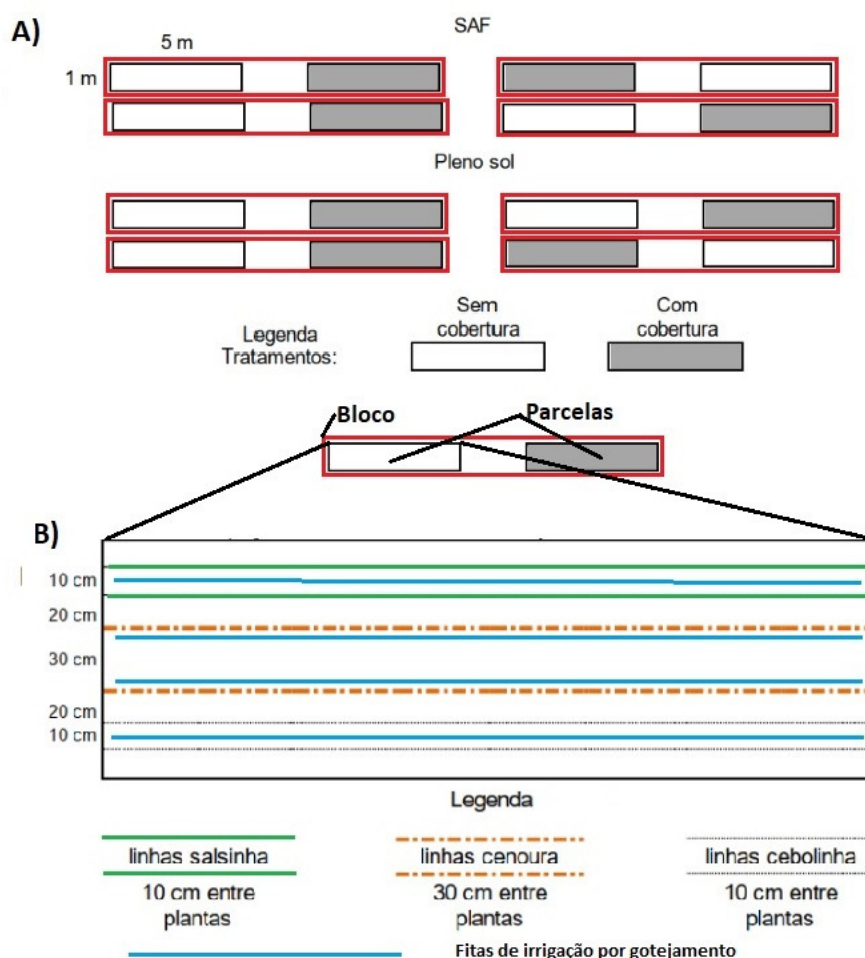 A)
SAF
5 m
1 m
Pleno sol
Legenda
Tratamentos:
Sem
cobertura
Com
cobertura
Bloco
Parcelas
B)
10 cm
20 cm
30 cm
20 cm
10 cm
Legenda
linhas salsinha
10 cm entre
plantas
linhas cenoura
30 cm entre
plantas
linhas cebolinha
10 cm entre
plantas
Fitas de irrigação por gotejamento